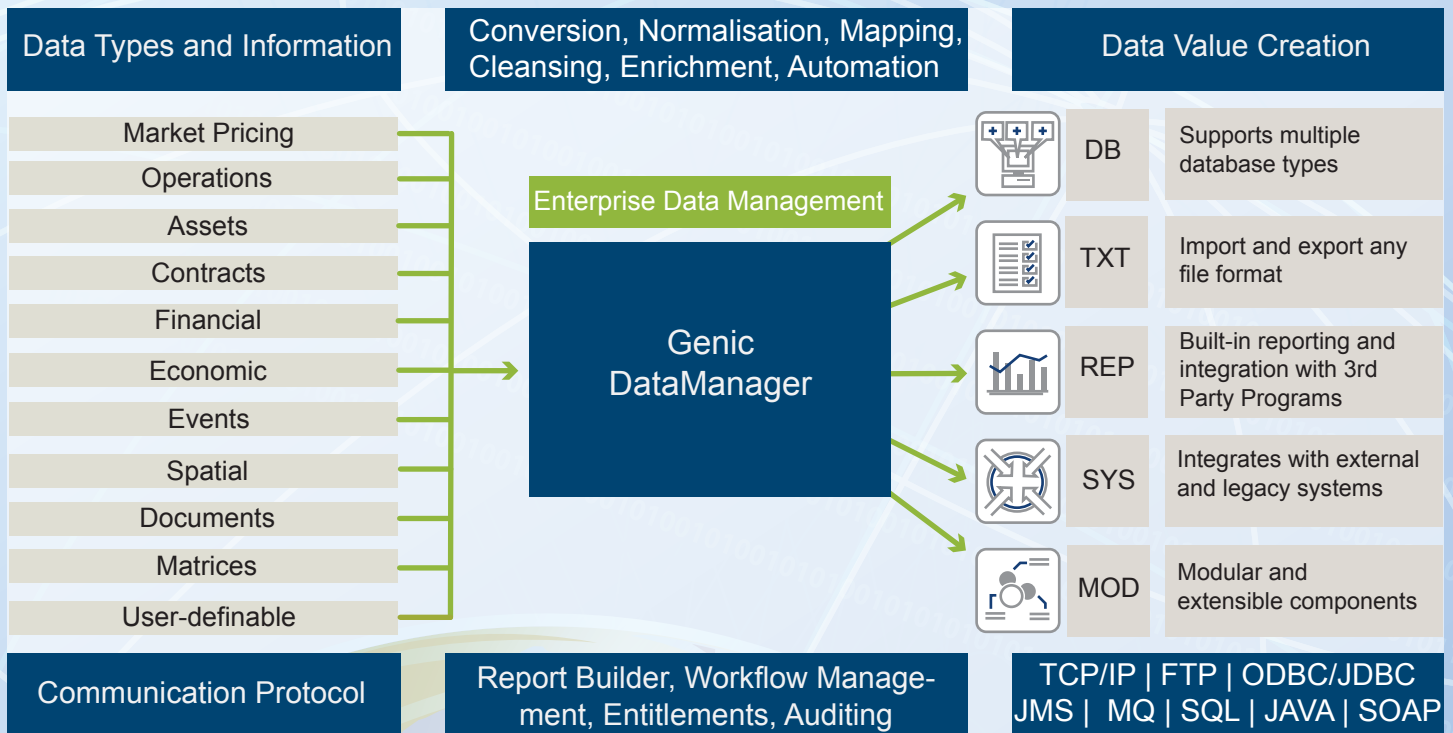 Data Types and Information
Conversion, Normalisation, Mapping,
Cleansing, Enrichment, Automation
Data Value Creation
Market Pricing
Operations
Assets
Contracts
Financial
Economic
Events
Spatial
Documents
Matrices
User-definable
Enterprise Data Management
Genic
DataManager
DB
Supports multiple
database types
TXT
Import and export any
file format
REP
Built-in reporting and
integration with 3rd
Party Programs
SYS
Integrates with external
and legacy systems
MOD
Modular and
extensible components
Communication Protocol
Report Builder, Workflow Manage-
ment, Entitlements, Auditing
TCP/IP | FTP | ODBC/JDBC
JMS | MQ | SQL | JAVA | SOAP